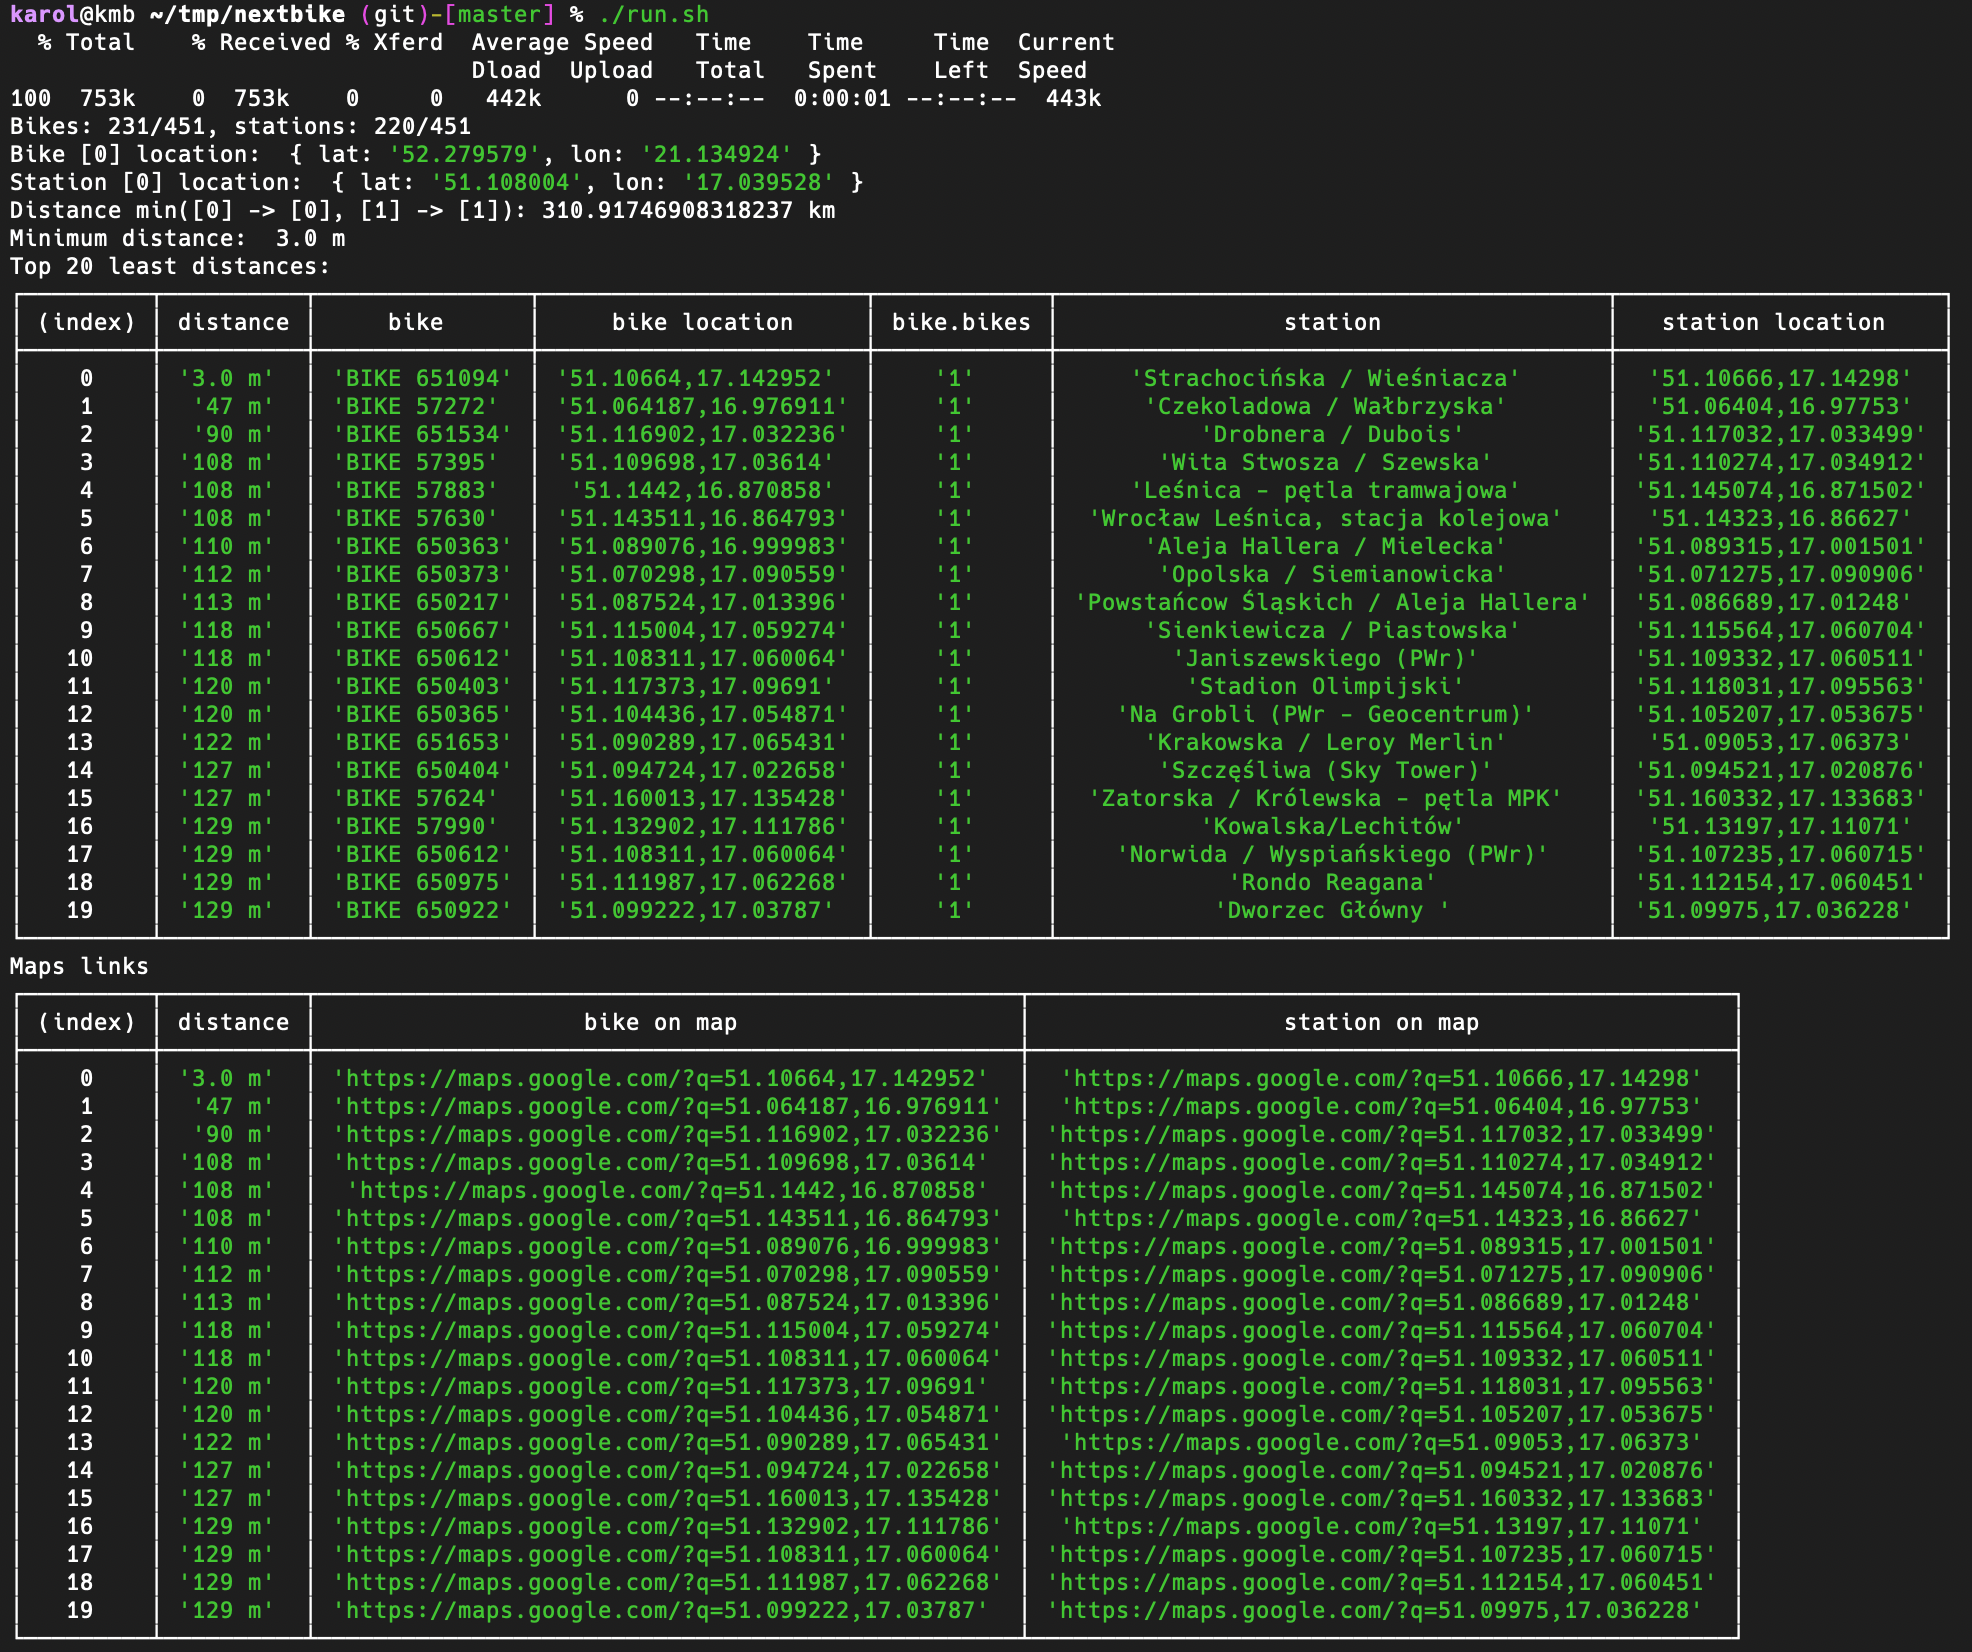 karol@kmb ~/tmp/nextbike (git)-[master] % ./run.sh
% Total % Received % Xferd Average Speed Time Time Time Current
Dload Upload Total Spent Left Speed
100 753k 0 753k 0 0 442k 0 --:--:-- 0:00:01 --:--:-- 443k
Bikes: 231/451, stations: 220/451
Bike [0] location: { lat: '52.279579', lon: '21.134924' }
Station [0] location: { lat: '51.108004', lon: '17.039528' }
Distance min([0] -> [0], [1] -> [1]): 310.91746908318237 km
Minimum distance: 3.0 m
Top 20 least distances:
(index) distance bike bike location bike.bikes station station location
0 '3.0 m' 'BIKE 651094' '51.10664,17.142952' '1' 'Strachocińska / Wieśniacza' '51.10666,17.14298'
1 '47 m' 'BIKE 57272' '51.064187,16.976911' '1' 'Czekoladowa / Wałbrzyska' '51.06404,16.97753'
2 '90 m' 'BIKE 651534' '51.116902,17.032236' '1' 'Drobnera / Dubois' '51.117032,17.033499'
3 '108 m' 'BIKE 57395' '51.109698,17.03614' '1' 'Wita Stwosza / Szewska' '51.110274,17.034912'
4 '108 m' 'BIKE 57883' '51.1442,16.870858' '1' 'Leśnica - pętla tramwajowa' '51.145074,16.871502'
5 '108 m' 'BIKE 57630' '51.143511,16.864793' '1' 'Wrocław Leśnica, stacja kolejowa' '51.14323,16.86627'
6 '110 m' 'BIKE 650363' '51.089076,16.999983' '1' 'Aleja Hallera / Mielecka' '51.089315,17.001501'
7 '112 m' 'BIKE 650373' '51.070298,17.090559' '1' 'Opolska / Siemianowicka' '51.071275,17.090906'
8 '113 m' 'BIKE 650217' '51.087524,17.013396' '1' 'Powstańcow Śląskich / Aleja Hallera' '51.086689,17.01248'
9 '118 m' 'BIKE 650667' '51.115004,17.059274' '1' 'Sienkiewicza / Piastowska' '51.115564,17.060704'
10 '118 m' 'BIKE 650612' '51.108311,17.060064' '1' 'Janiszewskiego (PWr)' '51.109332,17.060511'
11 '120 m' 'BIKE 650403' '51.117373,17.09691' '1' 'Stadion Olimpijski' '51.118031,17.095563'
12 '120 m' 'BIKE 650365' '51.104436,17.054871' '1' 'Na Grobli (PWr - Geocentrum)' '51.105207,17.053675'
13 '122 m' 'BIKE 651653' '51.090289,17.065431' '1' 'Krakowska / Leroy Merlin' '51.09053,17.06373'
14 '127 m' 'BIKE 650404' '51.094724,17.022658' '1' 'Szczęśliwa (Sky Tower)' '51.094521,17.020876'
15 '127 m' 'BIKE 57624' '51.160013,17.135428' '1' 'Zatorska / Królewska - pętla MPK' '51.160332,17.133683'
16 '129 m' 'BIKE 57990' '51.132902,17.111786' '1' 'Kowalska/Lechitów' '51.13197,17.11071'
17 '129 m' 'BIKE 650612' '51.108311,17.060064' '1' 'Norwida / Wyspiańskiego (PWr)' '51.107235,17.060715'
18 '129 m' 'BIKE 650975' '51.111987,17.062268' '1' 'Rondo Reagana' '51.112154,17.060451'
19 '129 m' 'BIKE 650922' '51.099222,17.03787' '1' 'Dworzec Główny ' '51.09975,17.036228'
Maps links
(index) distance bike on map station on map
0 '3.0 m' 'https://maps.google.com/?q=51.10664,17.142952' 'https://maps.google.com/?q=51.10666,17.14298'
1 '47 m' 'https://maps.google.com/?q=51.064187,16.976911' 'https://maps.google.com/?q=51.06404,16.97753'
2 '90 m' 'https://maps.google.com/?q=51.116902,17.032236' 'https://maps.google.com/?q=51.117032,17.033499'
3 '108 m' 'https://maps.google.com/?q=51.109698,17.03614' 'https://maps.google.com/?q=51.110274,17.034912'
4 '108 m' 'https://maps.google.com/?q=51.1442,16.870858' 'https://maps.google.com/?q=51.145074,16.871502'
5 '108 m' 'https://maps.google.com/?q=51.143511,16.864793' 'https://maps.google.com/?q=51.14323,16.86627'
6 '110 m' 'https://maps.google.com/?q=51.089076,16.999983' 'https://maps.google.com/?q=51.089315,17.001501'
7 '112 m' 'https://maps.google.com/?q=51.070298,17.090559' 'https://maps.google.com/?q=51.071275,17.090906'
8 '113 m' 'https://maps.google.com/?q=51.087524,17.013396' 'https://maps.google.com/?q=51.086689,17.01248'
9 '118 m' 'https://maps.google.com/?q=51.115004,17.059274' 'https://maps.google.com/?q=51.115564,17.060704'
10 '118 m' 'https://maps.google.com/?q=51.108311,17.060064' 'https://maps.google.com/?q=51.109332,17.060511'
11 '120 m' 'https://maps.google.com/?q=51.117373,17.09691' 'https://maps.google.com/?q=51.118031,17.095563'
12 '120 m' 'https://maps.google.com/?q=51.104436,17.054871' 'https://maps.google.com/?q=51.105207,17.053675'
13 '122 m' 'https://maps.google.com/?q=51.090289,17.065431' 'https://maps.google.com/?q=51.09053,17.06373'
14 '127 m' 'https://maps.google.com/?q=51.094724,17.022658' 'https://maps.google.com/?q=51.094521,17.020876'
15 '127 m' 'https://maps.google.com/?q=51.160013,17.135428' 'https://maps.google.com/?q=51.160332,17.133683'
16 '129 m' 'https://maps.google.com/?q=51.132902,17.111786' 'https://maps.google.com/?q=51.13197,17.11071'
17 '129 m' 'https://maps.google.com/?q=51.108311,17.060064' 'https://maps.google.com/?q=51.107235,17.060715'
18 '129 m' 'https://maps.google.com/?q=51.111987,17.062268' 'https://maps.google.com/?q=51.112154,17.060451'
19 '129 m' 'https://maps.google.com/?q=51.099222,17.03787' 'https://maps.google.com/?q=51.09975,17.036228'